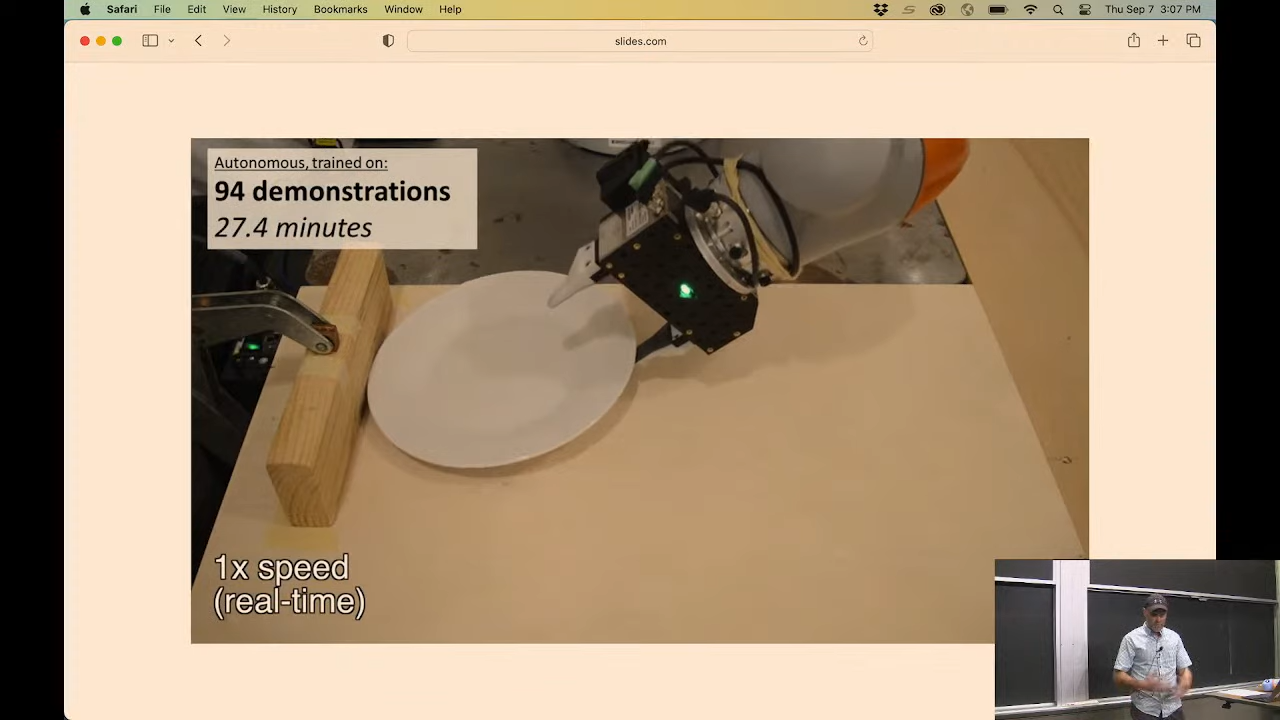 Safari File Edit View History Bookmarks Window Help Thu Sep 7 3:07 PM
slides.com
Autonomous, trained on:
94 demonstrations
27.4 minutes
1x speed
(real-time)